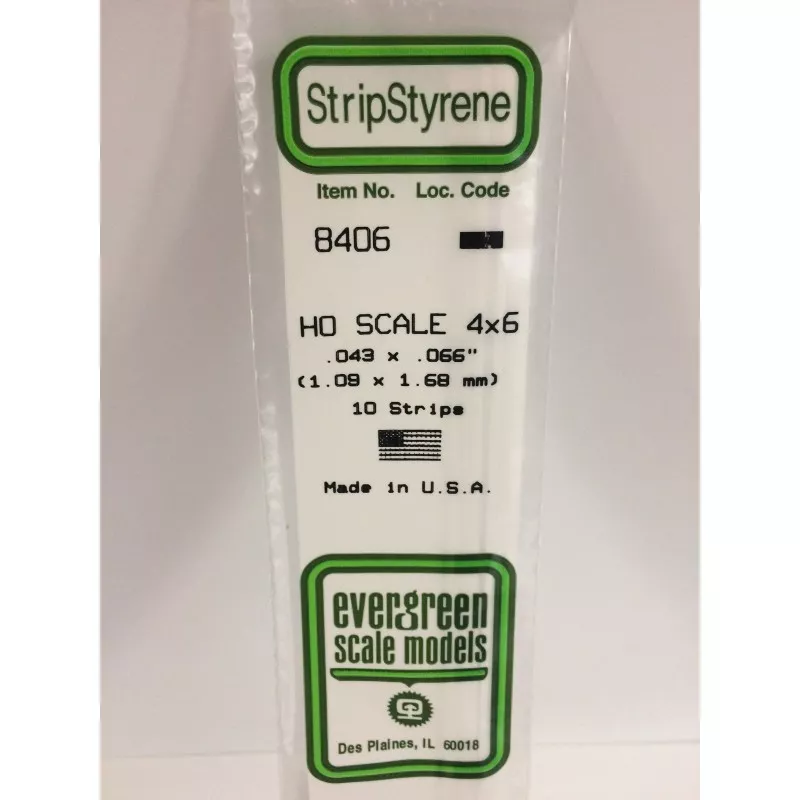 StripStyrene
Item No. Loc. Code
8406
HO SCALE 4x6
.043 x .066"
(1.09 x 1.68 mm)
10 Strips
Made in U.S.A.
evergreen
scale models
Des Plaines, IL 60018